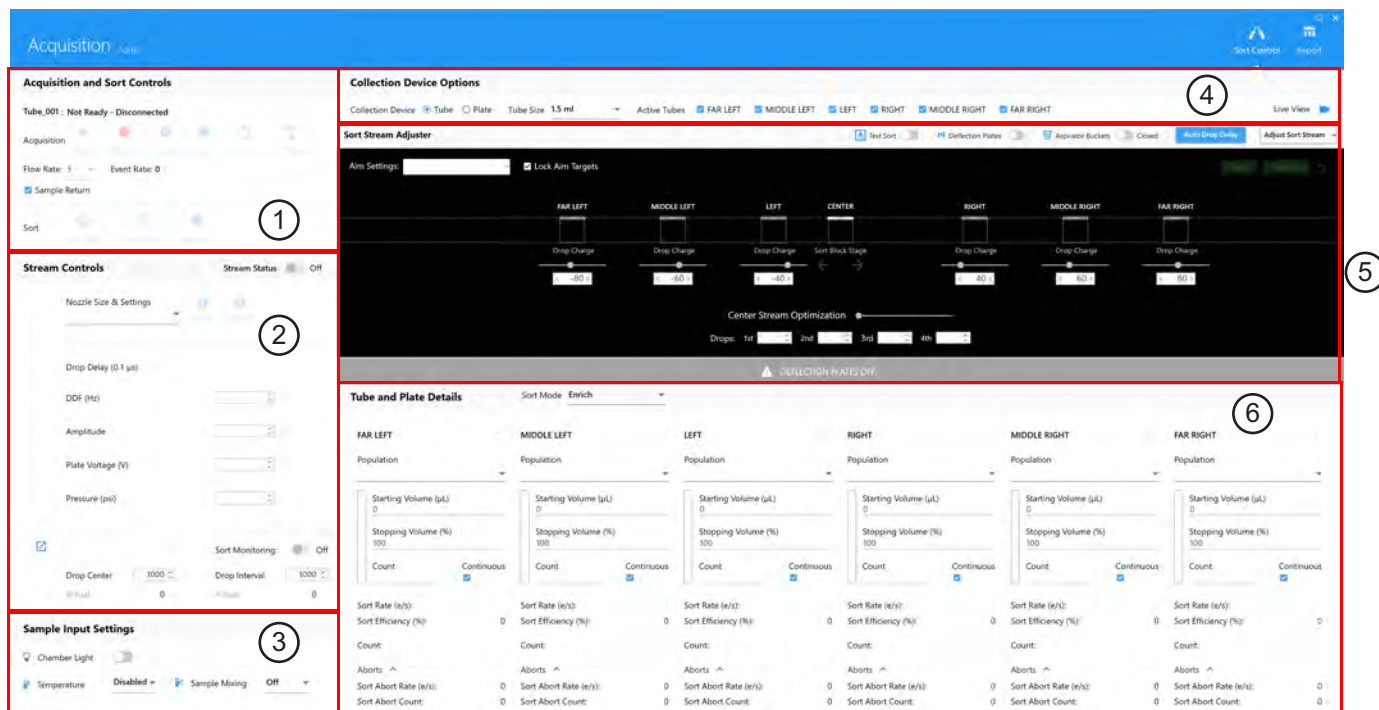 Acquisition
Sort Control
Report
Acquisition and Sort Controls
Tube_001 : Not Ready - Disconnected
Acquisition
Flow Rate: 5
Event Rate: 0
Sample Return
Sort
1
Stream Controls
Stream Status
Off
Nozzle Size & Settings
2
Drop Delay (0.1 µs)
DDF (Hz)
Amplitude
Plate Voltage (V)
Pressure (psi)
Sort Monitoring:
Off
Drop Center
1000
Drop Interval
1000
Actual
0
Actual
0
Sample Input Settings
3
Chamber Light
Temperature
Disabled
Sample Mixing
Off
Collection Device Options
4
Collection Device
Tube
Plate
Tube Size
1.5 ml
Active Tubes
FAR LEFT
MIDDLE LEFT
LEFT
RIGHT
MIDDLE RIGHT
FAR RIGHT
Live View
Sort Stream Adjuster
Test Sort
Deflection Plates
Aspirator Buckets
Closed
Auto Drop Delay
Adjust Sort Stream
Aim Settings:
Lock Aim Targets
FAR LEFT
MIDDLE LEFT
LEFT
CENTER
RIGHT
MIDDLE RIGHT
FAR RIGHT
5
Drop Charge
Drop Charge
Drop Charge
Sort Block Stage
Drop Charge
Drop Charge
Drop Charge
-80
-60
-40
40
60
80
Center Stream Optimization
Drops:
1st
2nd
3rd
4th
DEFLECTION PLATES OFF
Tube and Plate Details
Sort Mode
Enrich
6
FAR LEFT
MIDDLE LEFT
LEFT
RIGHT
MIDDLE RIGHT
FAR RIGHT
Population
Population
Population
Population
Population
Population
Starting Volume (µL)
Starting Volume (µL)
Starting Volume (µL)
Starting Volume (µL)
Starting Volume (µL)
Starting Volume (µL)
0
0
0
0
0
0
Stopping Volume (%)
Stopping Volume (%)
Stopping Volume (%)
Stopping Volume (%)
Stopping Volume (%)
Stopping Volume (%)
100
100
100
100
100
100
Count
Continuous
Count
Continuous
Count
Continuous
Count
Continuous
Count
Continuous
Count
Continuous
Sort Rate (e/s):
Sort Rate (e/s):
Sort Rate (e/s):
Sort Rate (e/s):
Sort Rate (e/s):
Sort Rate (e/s):
Sort Efficiency (%):
0
Sort Efficiency (%):
0
Sort Efficiency (%):
0
Sort Efficiency (%):
0
Sort Efficiency (%):
0
Sort Efficiency (%):
0
Count:
Count:
Count:
Count:
Count:
Count:
Aborts
Aborts
Aborts
Aborts
Aborts
Aborts
Sort Abort Rate (e/s):
0
Sort Abort Rate (e/s):
0
Sort Abort Rate (e/s):
0
Sort Abort Rate (e/s):
0
Sort Abort Rate (e/s):
0
Sort Abort Rate (e/s):
0
Sort Abort Count:
0
Sort Abort Count:
0
Sort Abort Count:
0
Sort Abort Count:
0
Sort Abort Count:
0
Sort Abort Count:
0